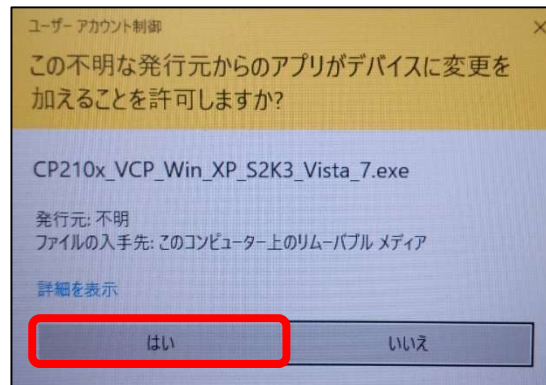 ユーザー アカウント制御
×
この不明な発行元からのアプリがデバイスに変更を
加えることを許可しますか?
CP210x_VCP_Win_XP_S2K3_Vista_7.exe
発行元: 不明
ファイルの入手先: このコンピューター上のリムーバブル メディア
詳細を表示
はい
いいえ